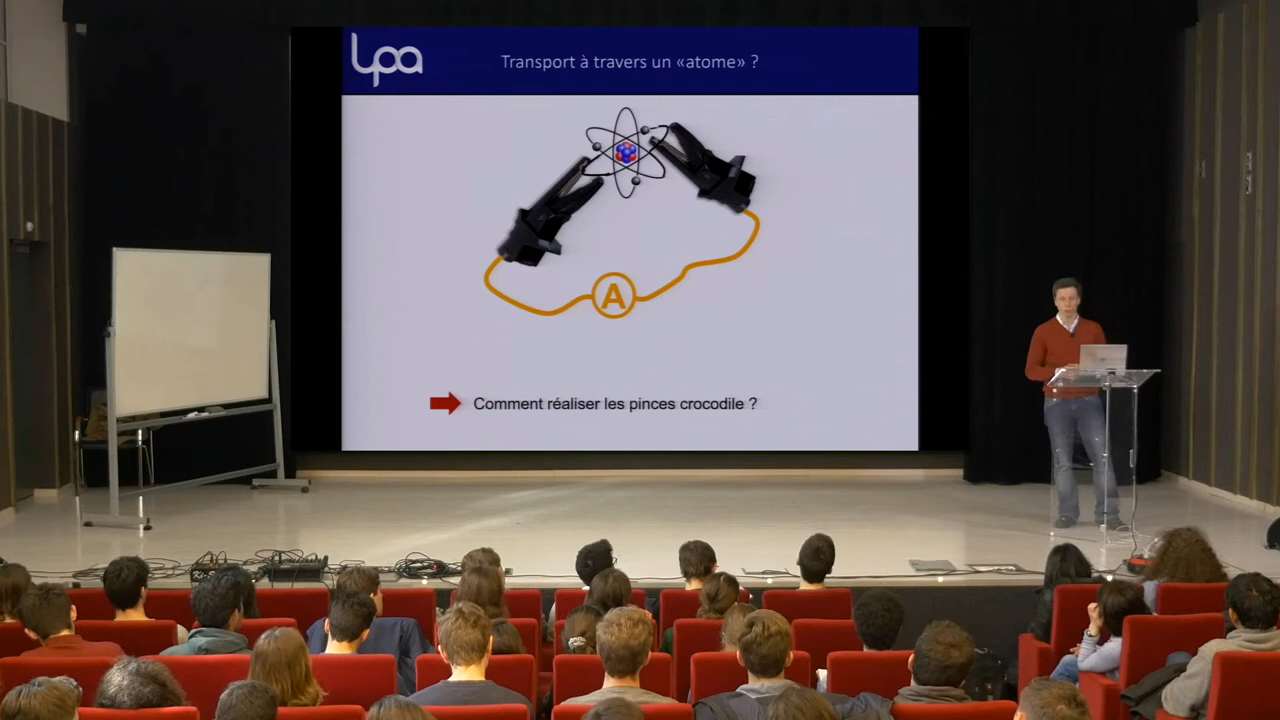 lpa
Transport à travers un «atome» ?
A
Comment réaliser les pinces crocodile ?